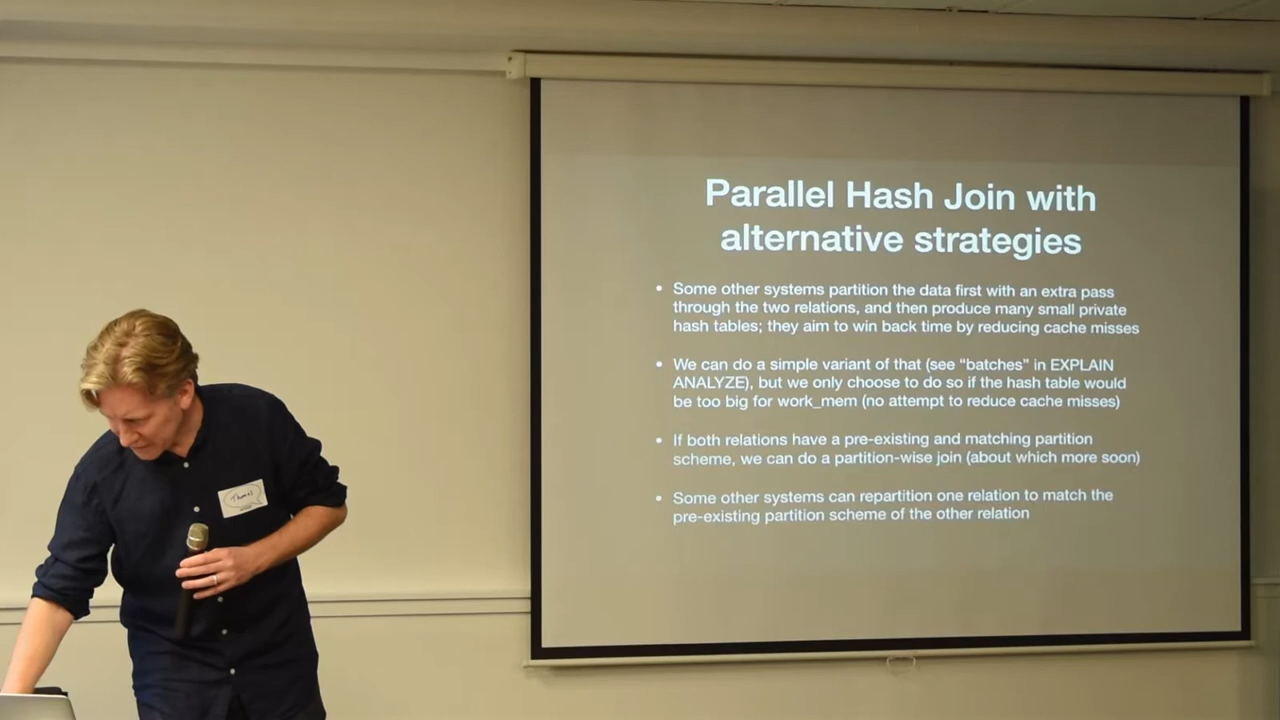 Parallel Hash Join with
alternative strategies
• Some other systems partition the data first with an extra pass
through the two relations, and then produce many small private
hash tables; they aim to win back time by reducing cache misses
• We can do a simple variant of that (see “batches” in EXPLAIN
ANALYZE), but we only choose to do so if the hash table would
be too big for work_mem (no attempt to reduce cache misses)
• If both relations have a pre-existing and matching partition
scheme, we can do a partition-wise join (about which more soon)
• Some other systems can repartition one relation to match the
pre-existing partition scheme of the other relation
Thomas